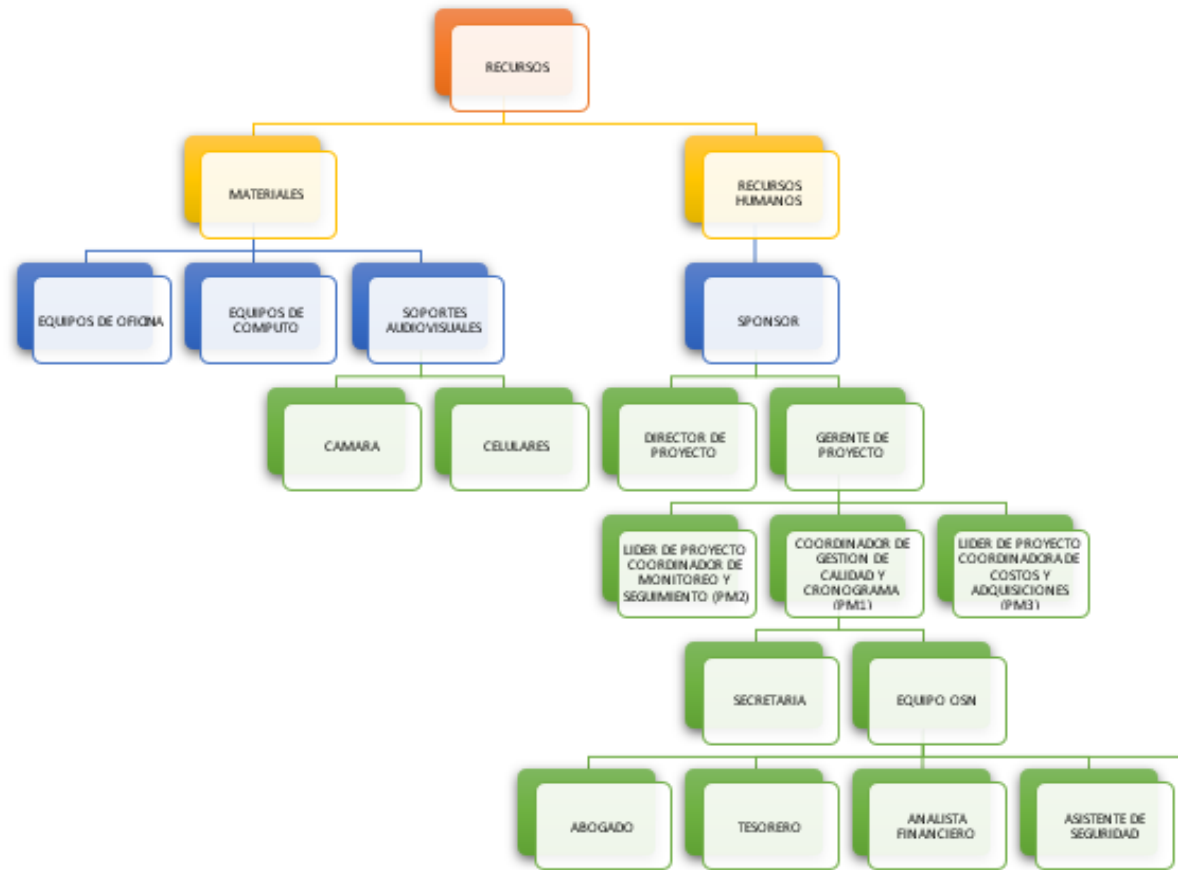 RECURSOS
MATERIALES
RECURSOS
HUMANOS
EQUIPOS DE OFICINA
EQUIPOS DE
COMPUTO
SOPORTES
AUDIOVISUALES
SPONSOR
CAMARA
CELULARES
DIRECTOR DE
PROYECTO
GERENTE DE
PROYECTO
LIDER DE PROYECTO
COORDINADOR DE
MONITOREO Y
SEGUIMIENTO (PM2)
COORDINADOR DE
GESTION DE
CALIDAD Y
CRONOGRAMA
(PM1)
LIDER DE PROYECTO
COORDINADORA DE
COSTOS Y
ADQUISICIONES
(PM3)
SECRETARIA
EQUIPO OSN
ABOGADO
TESORERO
ANALISTA
FINANCIERO
ASISTENTE DE
SEGURIDAD